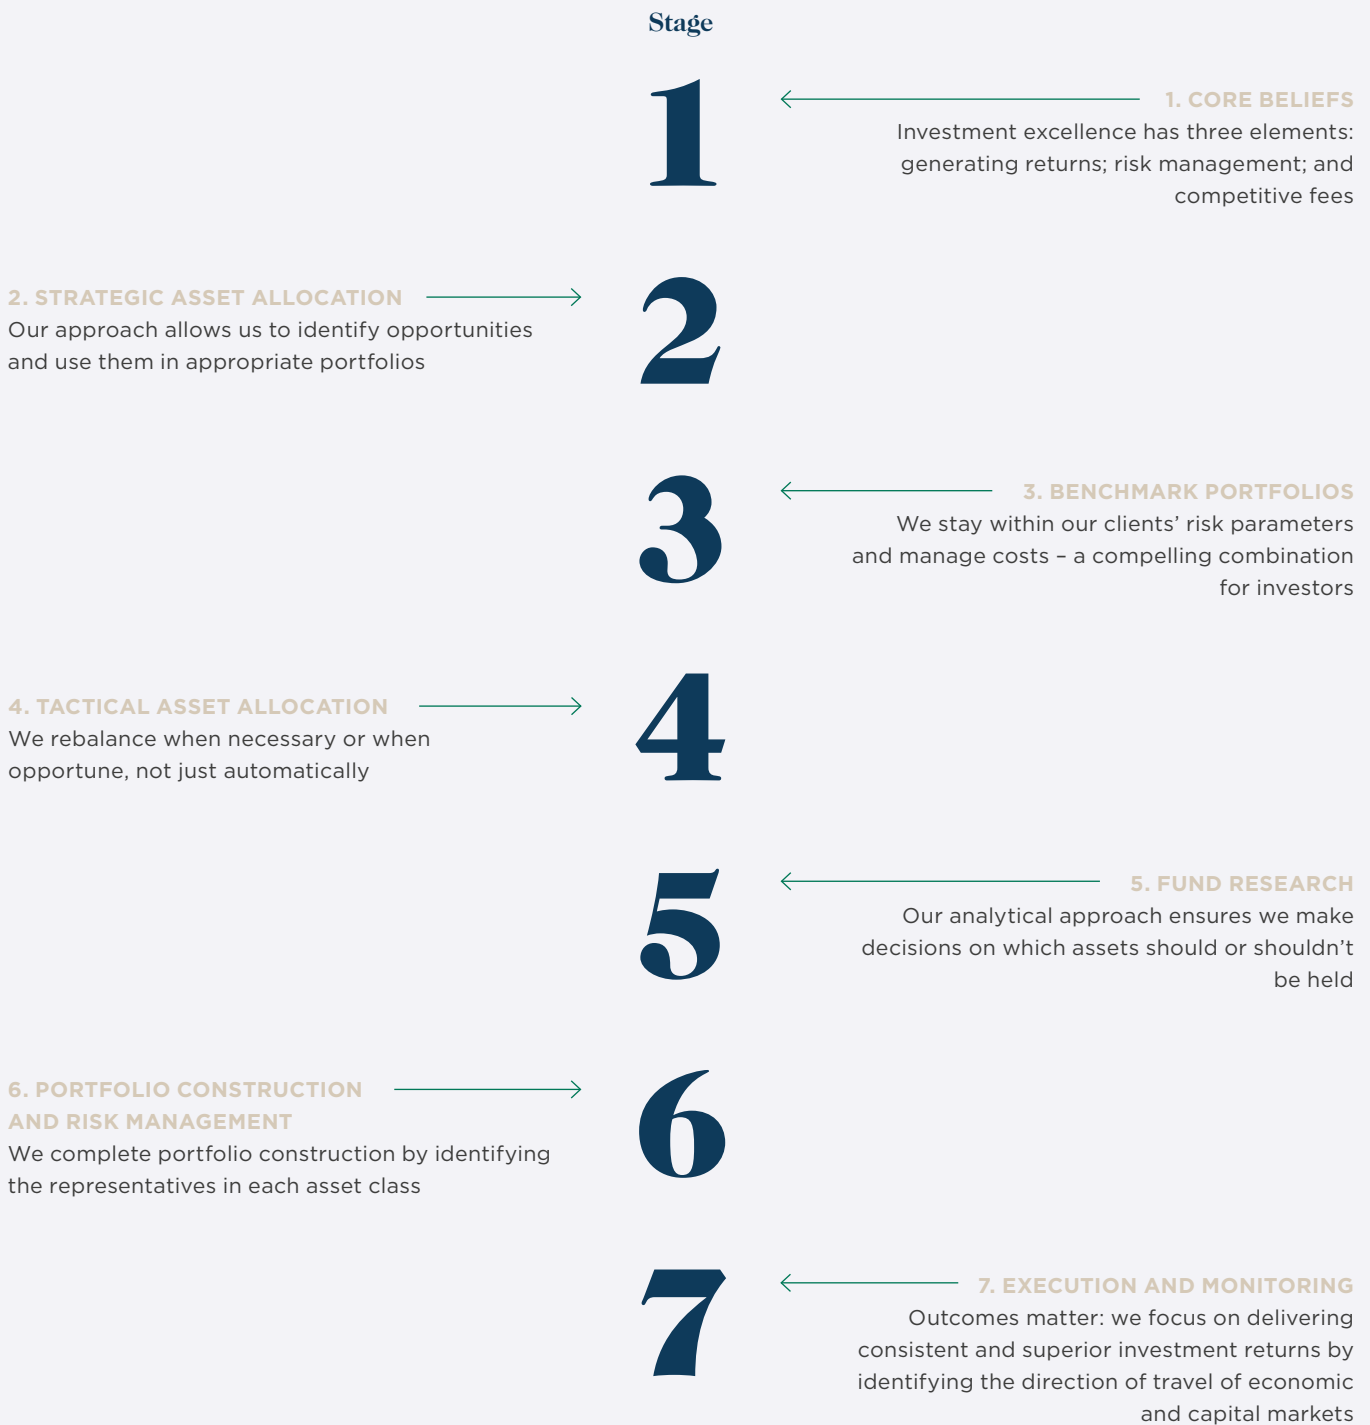 Stage
1
1. CORE BELIEFS
Investment excellence has three elements:
generating returns; risk management; and
competitive fees
2. STRATEGIC ASSET ALLOCATION
Our approach allows us to identify opportunities
and use them in appropriate portfolios
2
3
3. BENCHMARK PORTFOLIOS
We stay within our clients’ risk parameters
and manage costs – a compelling combination
for investors
4. TACTICAL ASSET ALLOCATION
We rebalance when necessary or when
opportune, not just automatically
4
5
5. FUND RESEARCH
Our analytical approach ensures we make
decisions on which assets should or shouldn’t
be held
6. PORTFOLIO CONSTRUCTION
AND RISK MANAGEMENT
We complete portfolio construction by identifying
the representatives in each asset class
6
7
7. EXECUTION AND MONITORING
Outcomes matter: we focus on delivering
consistent and superior investment returns by
identifying the direction of travel of economic
and capital markets